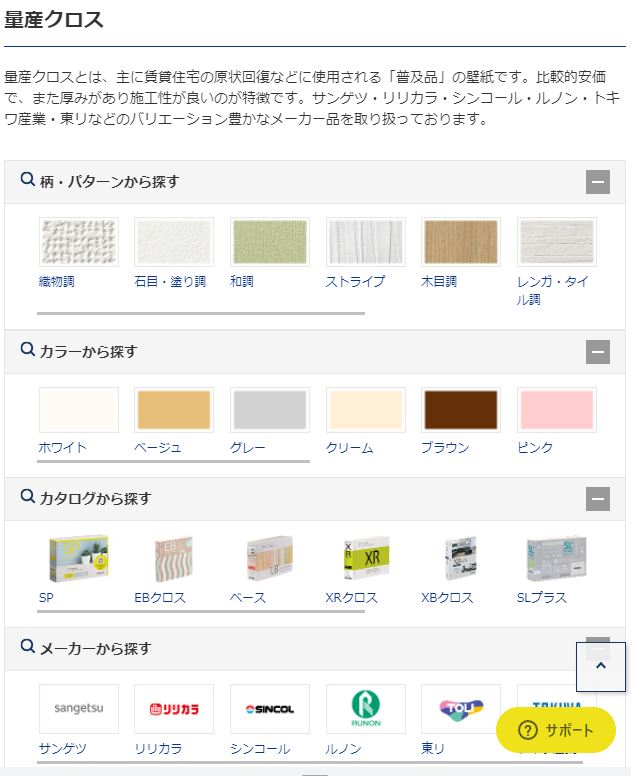 量産クロス
量産クロスとは、主に賃貸住宅の原状回復などに使用される「普及品」の壁紙です。比較的安価
で、また厚みがあり施工性が良いのが特徴です。サンゲツ・リリカラ・シンコール・ルノン・トキ
ワ産業・東リなどのバリエーション豊かなメーカー品を取り扱っております。
柄・パターンから探す
織物調 石目・塗り調 和調 ストライプ 木目調 レンガ・タイ
ル調
カラーから探す
ホワイト ベージュ グレー クリーム ブラウン ピンク
カタログから探す
EB XR XR SL
SP EBクロス ベース XRクロス XBクロス SLプラス
メーカーから探す
sangetsu リリカラ SINCOL RUNON TOLI
サンゲツ リリカラ シンコール ルノン 東リ
サポート